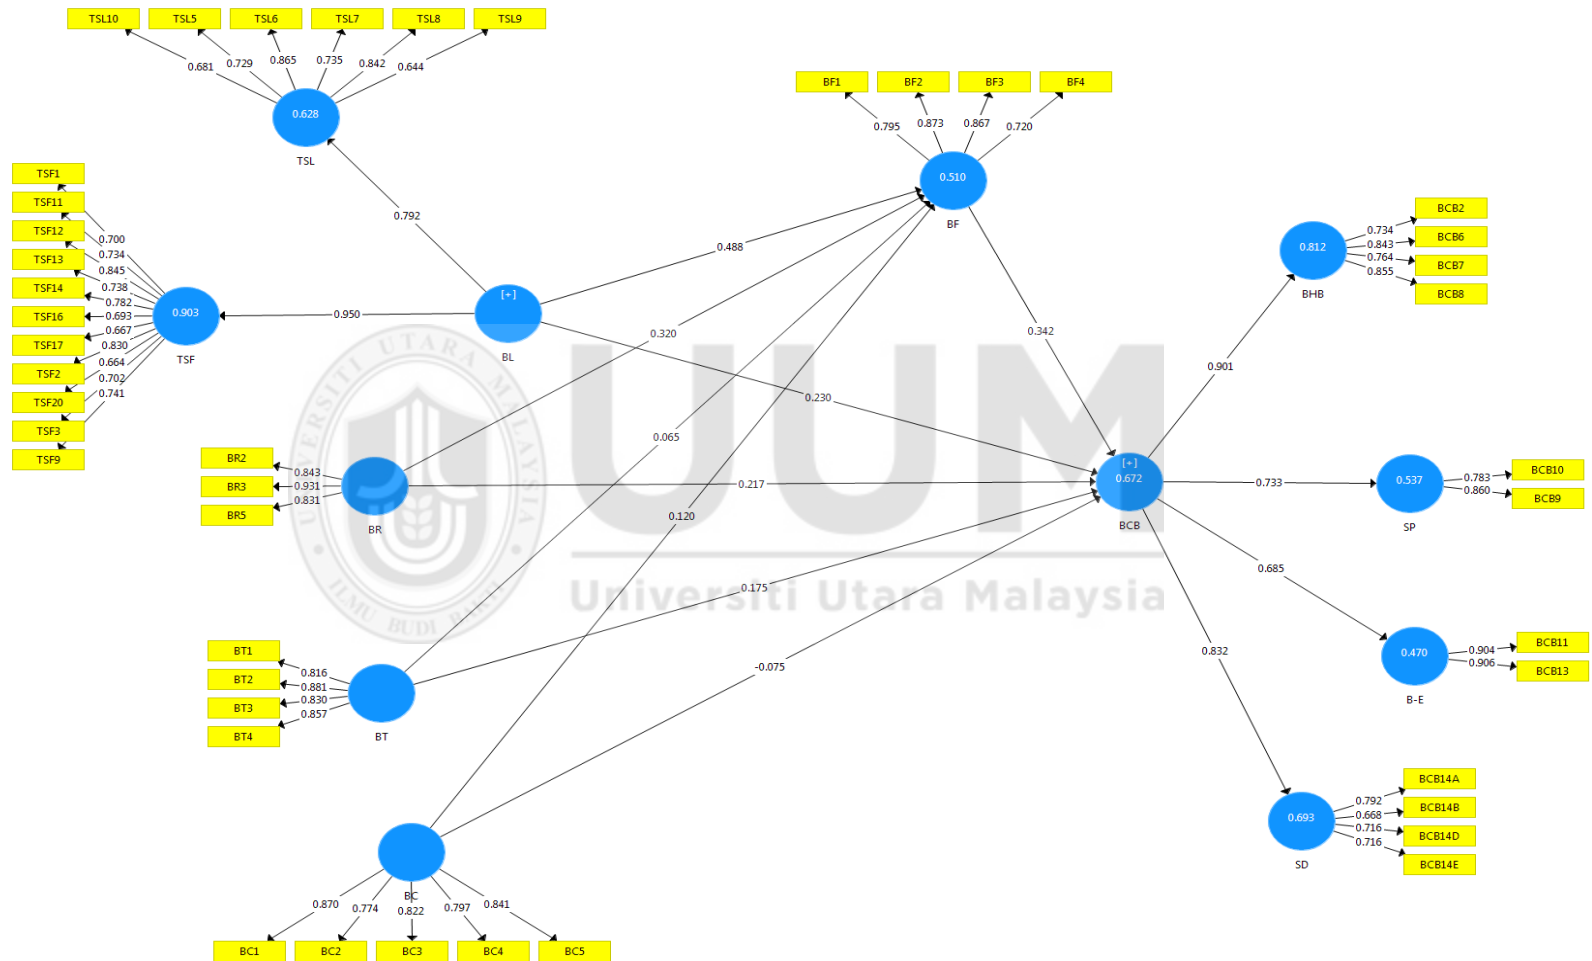 TSL10 TSL5 TSL6 TSL7 TSL8 TSL9
0.681 0.729 0.865 0.735 0.842 0.644
0.628
TSL
BF1 BF2 BF3 BF4
0.795 0.873 0.867 0.720
0.510
BF
TSF1
TSF11
TSF12
TSF13
TSF14
TSF16
TSF17
TSF2
TSF20
TSF3
TSF9
0.700
0.734
0.845
0.738
0.782
0.693
0.667
0.830
0.664
0.702
0.741
0.903
TSF
0.792
0.950
[+]
BL
0.488
0.320
0.065
0.120
0.342
0.230
0.217
0.175
-0.075
BR2
BR3
BR5
0.843
0.931
0.831
BR
BT1
BT2
BT3
BT4
0.816
0.881
0.830
0.857
BT
BC
0.870 0.774 0.822 0.797 0.841
BC1 BC2 BC3 BC4 BC5
[+]
0.672
BCB
0.901
0.733
0.685
0.832
0.812
BHB
0.734
0.843
0.764
0.855
BCB2
BCB6
BCB7
BCB8
0.537
SP
0.783
0.860
BCB10
BCB9
0.470
B-E
0.904
0.906
BCB11
BCB13
0.693
SD
0.792
0.668
0.716
0.716
BCB14A
BCB14B
BCB14D
BCB14E
UNIVERSITI UTARA MALAYSIA
ILMU BUDI BAKTI
UUM
Universiti Utara Malaysia